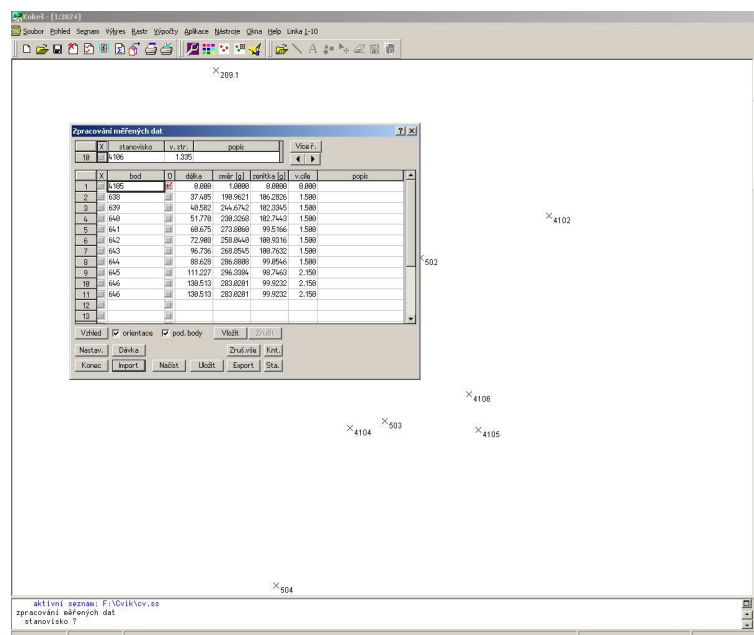 Kokeš - [1:3824]
Soubor Pohled Seznam Výkres Rastr Výpočty Aplikace Nástroje Okna Help Linka 1-10
209.1
Zpracování měřených dat
X stanovisko v. str. popis Více ř.
10 4106 1.335
X bod O délka směr [g] zenitka [g] v.cíle popis
1 4105 0.000 1.0000 0.0000 0.000
2 638 37.405 190.9621 106.2826 1.500
3 639 40.502 244.6742 102.3345 1.500
4 640 51.770 230.3268 102.7443 1.500
5 641 60.675 273.8060 99.5166 1.500
6 642 72.908 258.0440 100.9316 1.500
7 643 96.736 268.8545 100.7632 1.500
8 644 88.628 286.8808 99.0546 1.500
9 645 111.227 296.3384 98.7463 2.150
10 646 130.513 283.0201 99.9232 2.150
11 646 130.513 283.0201 99.9232 2.150
12
13
Vzhled orientace pod. body Vložit Zrušit
Nastav. Dávka Zruš.vše Knt.
Konec Import Načíst Uložit Export Sta.
4102
502
4106
4104
503
4105
504
aktivní seznam: F:\Cvik\cv.ss
zpracování měřených dat
stanovisko ?